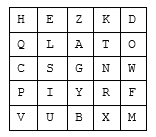 H E Z K D
Q L A T O
C S G N W
P I Y R F
V U B X M